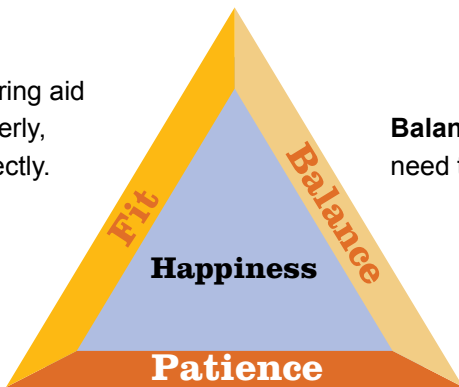 ring aid
erly,
ectly.
Balan
need t
Fit
Balance
Happiness
Patience